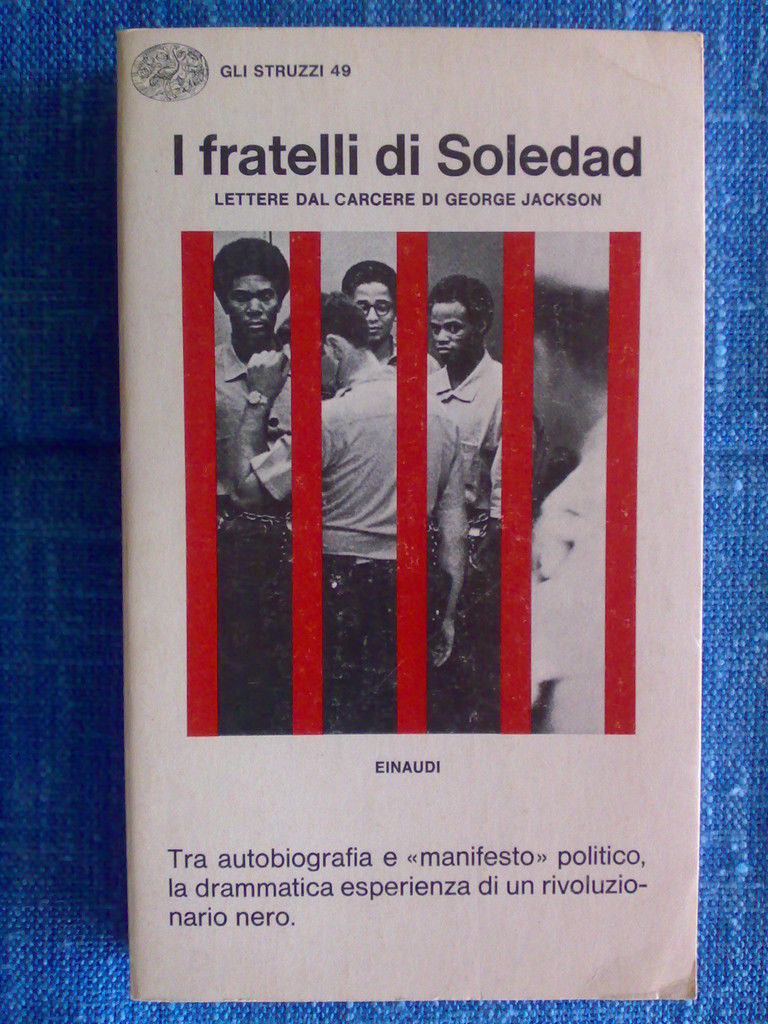 GLI STRUZZI 49
I fratelli di Soledad
LETTERE DAL CARCERE DI GEORGE JACKSON
EINAUDI
Tra autobiografia e «manifesto» politico,
la drammatica esperienza di un rivoluzio-
nario nero.